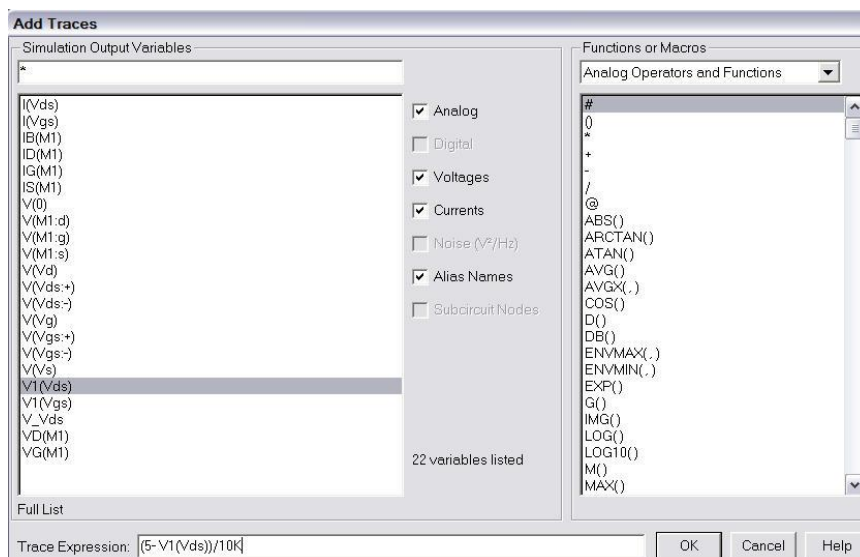 Add Traces
Simulation Output Variables
*
I(Vds)
I(Vgs)
IB(M1)
ID(M1)
IG(M1)
IS(M1)
V(0)
V(M1:d)
V(M1:g)
V(M1:s)
V(Vd)
V(Vds:+)
V(Vds:-)
V(Vg)
V(Vgs:+)
V(Vgs:-)
V(Vs)
V1(Vds)
V1(Vgs)
V_Vds
VD(M1)
VG(M1)
Full List
Analog
Digital
Voltages
Currents
Noise (V²/Hz)
Alias Names
Subcircuit Nodes
22 variables listed
Functions or Macros
Analog Operators and Functions
#
()
*
+
-
/
@
ABS()
ARCTAN()
ATAN()
AVG()
AVGX(,)
COS()
D()
DB()
ENVMAX(,)
ENVMIN(,)
EXP()
G()
IMG()
LOG()
LOG10()
M()
MAX()
Trace Expression: (5-V1(Vds))/10K
OK
Cancel
Help